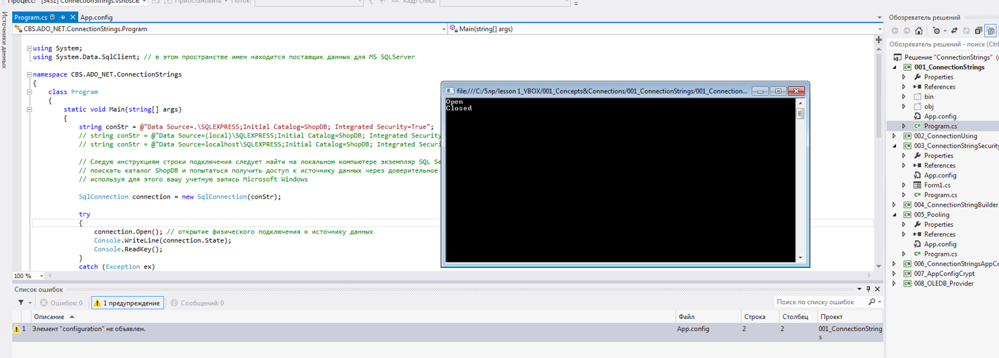 Процесс: [5452] ConnectionStrings.vshost.e Приостановить Поток: Кадр стека:
Источники данных
Program.cs App.config
CBS.ADO_NET.ConnectionStrings.Program Main(string[] args)
using System;
using System.Data.SqlClient; // в этом пространстве имен находится поставщик данных для MS SQLServer
namespace CBS.ADO_NET.ConnectionStrings
{
class Program
{
static void Main(string[] args)
{
string conStr = @"Data Source=.\SQLEXPRESS;Initial Catalog=ShopDB; Integrated Security=True";
// string conStr = @"Data Source=(local)\SQLEXPRESS;Initial Catalog=ShopDB; Integrated Security
// string conStr = @"Data Source=localhost\SQLEXPRESS;Initial Catalog=ShopDB; Integrated Securi
// Следую инструкциям строки подключения следует найти на локальном компьютере экземпляр SQL Se
// поискать каталог ShopDB и попытаться получить доступ к источнику данных через доверительное
// используя для этого вашу учетную запись Microsoft Windows
SqlConnection connection = new SqlConnection(conStr);
try
{
connection.Open(); // открытие физического подключения к источнику данных
Console.WriteLine(connection.State);
Console.ReadKey();
}
catch (Exception ex)
100 %
file:///C:/5лр/lesson 1_VBOX/001_Concepts&Connections/001_ConnectionStrings/001_Connection...
Open
Closed
Список ошибок
Ошибок: 0 1 предупреждение Сообщений: 0 Поиск по списку ошибок
Описание Файл Строка Столбец Проект
1 Элемент "configuration" не объявлен. App.config 2 2 001_ConnectionStrings
Обозреватель решений
Обозреватель решений - поиск (Ctrl
Решение "ConnectionStrings"
001_ConnectionStrings
Properties
References
bin
obj
App.config
Program.cs
002_ConnectionUsing
003_ConnectionStringSecurity
Properties
References
App.config
Form1.cs
Program.cs
004_ConnectionStringBuilder
005_Pooling
Properties
References
App.config
Program.cs
006_ConnectionStringsAppCo
007_AppConfigCrypt
008_OLEDB_Provider